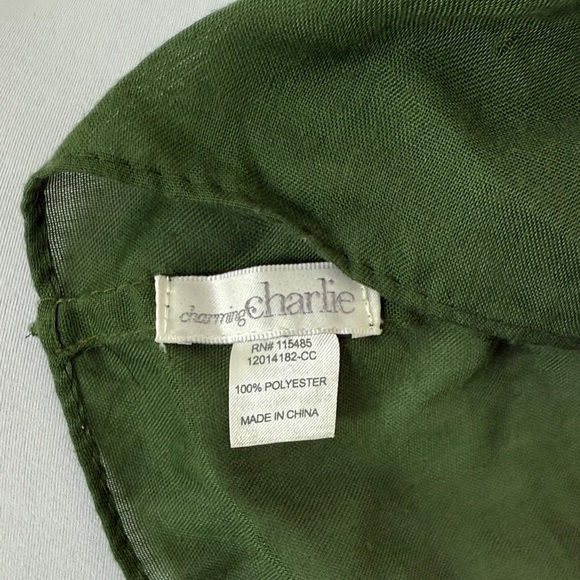 charming charlie
RN# 115485
12014182-CC
100% POLYESTER
MADE IN CHINA